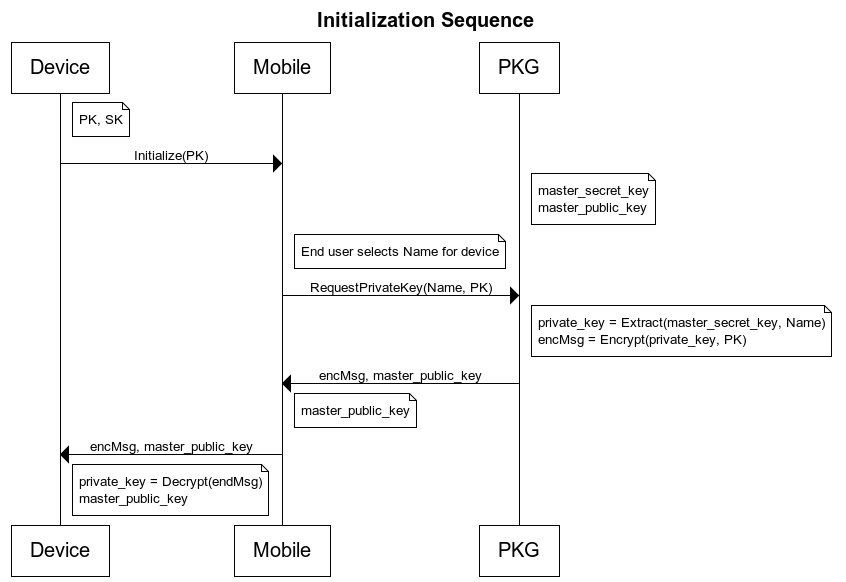 Initialization Sequence
Device
Mobile
PKG
PK, SK
Initialize(PK)
master_secret_key
master_public_key
End user selects Name for device
RequestPrivateKey(Name, PK)
private_key = Extract(master_secret_key, Name)
encMsg = Encrypt(private_key, PK)
encMsg, master_public_key
master_public_key
encMsg, master_public_key
private_key = Decrypt(endMsg)
master_public_key
Device
Mobile
PKG